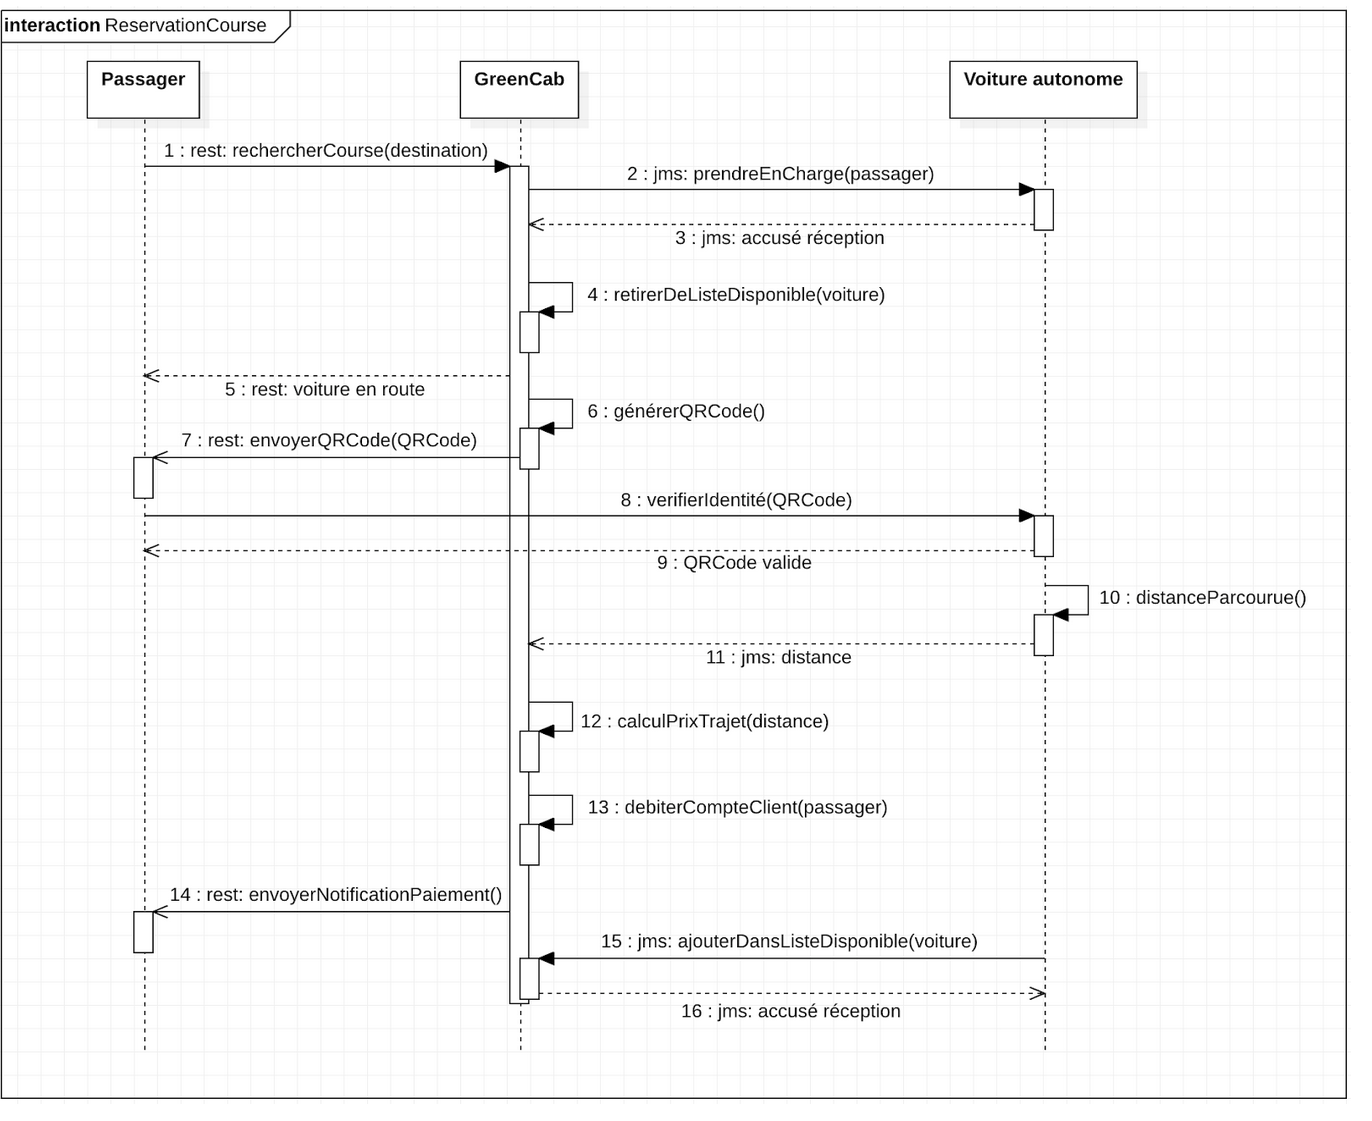 interaction ReservationCourse
Passager
GreenCab
Voiture autonome
1 : rest: rechercherCourse(destination)
2 : jms: prendreEnCharge(passager)
3 : jms: accusé réception
4 : retirerDeListeDisponible(voiture)
5 : rest: voiture en route
6 : générerQRCode()
7 : rest: envoyerQRCode(QRCode)
8 : verifierIdentité(QRCode)
9 : QRCode valide
10 : distanceParcourue()
11 : jms: distance
12 : calculPrixTrajet(distance)
13 : debiterCompteClient(passager)
14 : rest: envoyerNotificationPaiement()
15 : jms: ajouterDansListeDisponible(voiture)
16 : jms: accusé réception